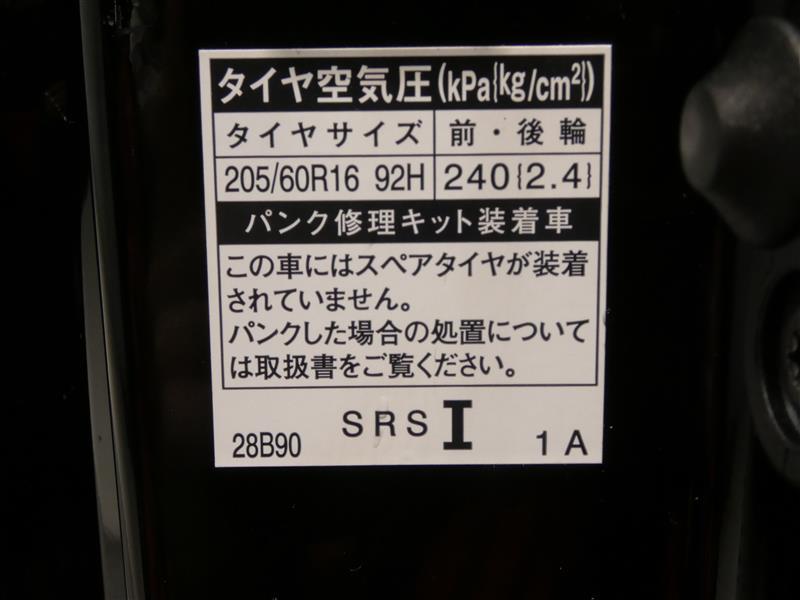 タイヤ空気圧(kPa{kg/cm²})
タイヤサイズ 前・後輪
205/60R16 92H 240{2.4}
パンク修理キット装着車
この車にはスペアタイヤが装着
されていません。
パンクした場合の処置について
は取扱書をご覧ください。
28B90 SRS I 1A